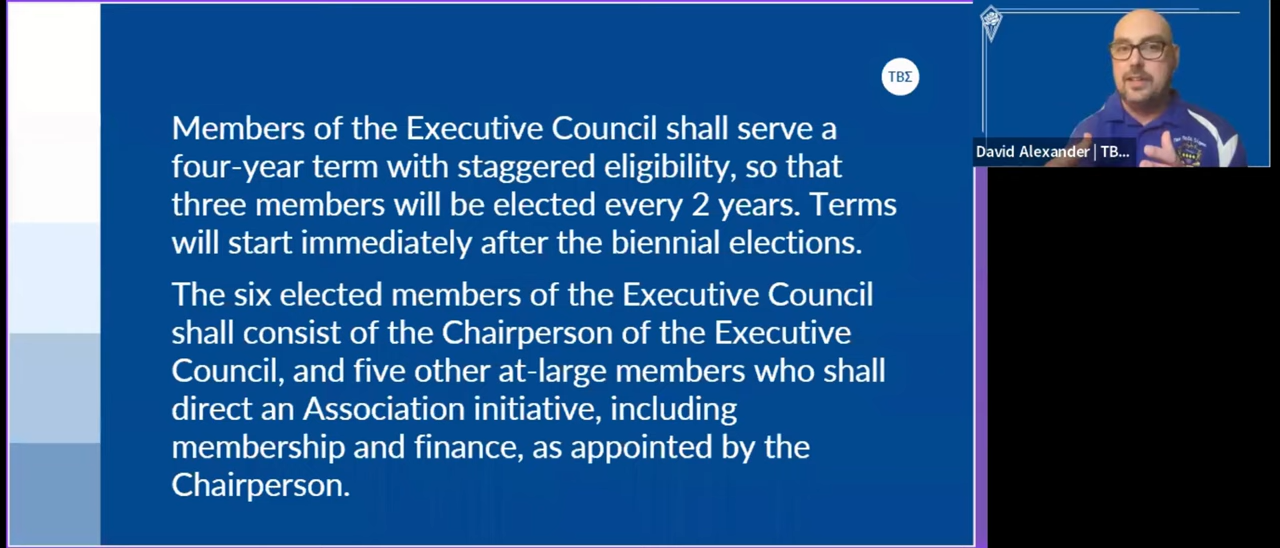 TBΣ
Members of the Executive Council shall serve a
four-year term with staggered eligibility, so that
three members will be elected every 2 years. Terms
will start immediately after the biennial elections.
The six elected members of the Executive Council
shall consist of the Chairperson of the Executive
Council, and five other at-large members who shall
direct an Association initiative, including
membership and finance, as appointed by the
Chairperson.
David Alexander | TB...